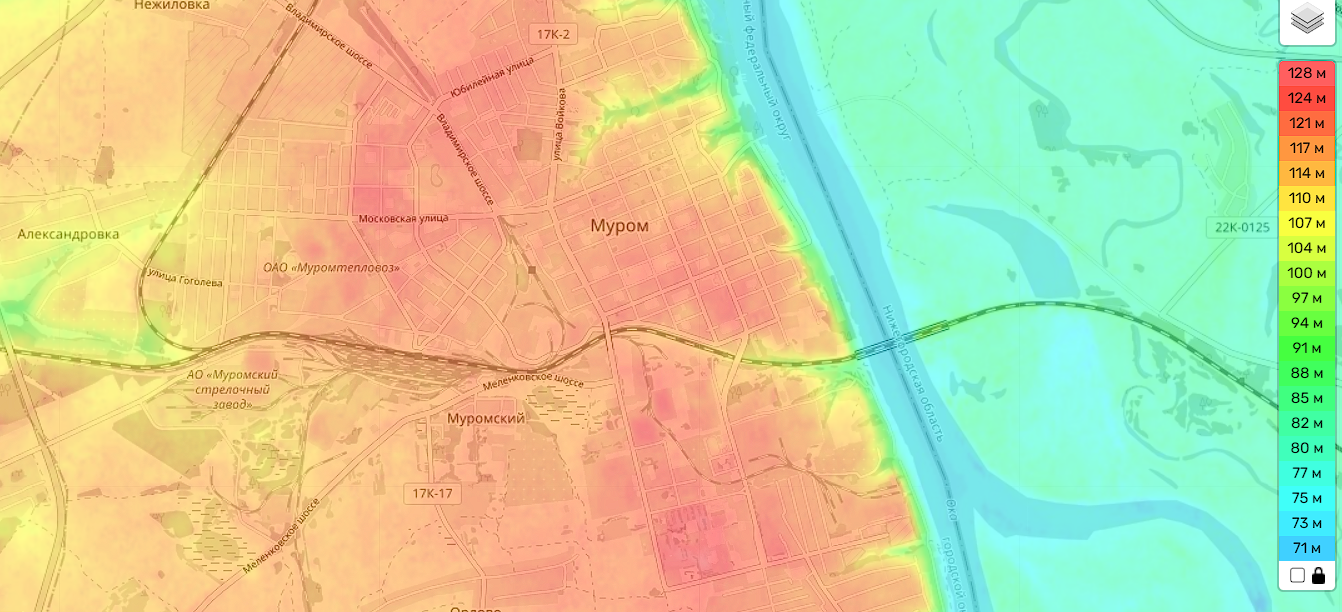 Нежиловка
Владимирское шоссе
17К-2
Юбилейная улица
улица Войкова
Владимирское шоссе
ный федеральный округ
Московская улица
Муром
Александровка
22К-0125
ОАО «Муромтепловоз»
улица Гоголева
Нижегородская область
АО «Муромский
стрелочный
завод»
Меленковское шоссе
Муромский
17К-17
Меленковское шоссе
Ока
городской о
Орлово
128 м
124 м
121 м
117 м
114 м
110 м
107 м
104 м
100 м
97 м
94 м
91 м
88 м
85 м
82 м
80 м
77 м
75 м
73 м
71 м